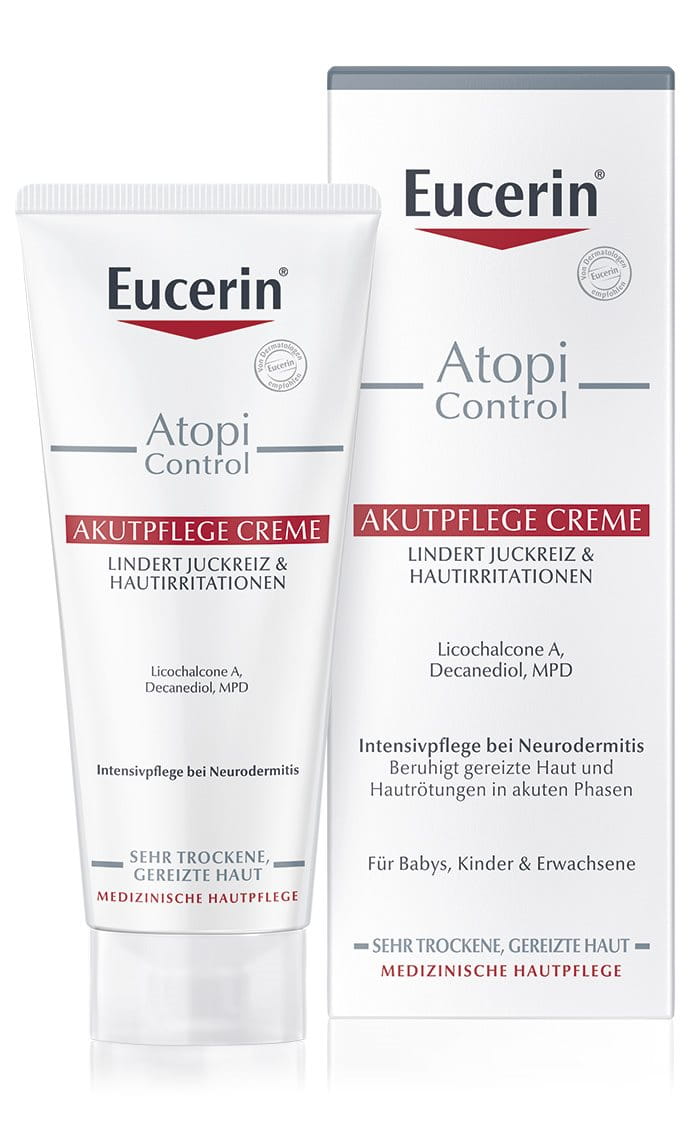 Eucerin®
Von Dermatologen
Eucerin
empfohlen
Atopi
Control
AKUTPFLEGE CREME
LINDERT JUCKREIZ &
HAUTIRRITATIONEN
Licochalcone A,
Decanediol, MPD
Intensivpflege bei Neurodermitis
SEHR TROCKENE,
GEREIZTE HAUT
MEDIZINISCHE HAUTPFLEGE
Eucerin®
Von Dermatologen
Eucerin
empfohlen
Atopi
Control
AKUTPFLEGE CREME
LINDERT JUCKREIZ &
HAUTIRRITATIONEN
Licochalcone A,
Decanediol, MPD
Intensivpflege bei Neurodermitis
Beruhigt gereizte Haut und
Hautrötungen in akuten Phasen
Für Babys, Kinder & Erwachsene
SEHR TROCKENE, GEREIZTE HAUT
MEDIZINISCHE HAUTPFLEGE